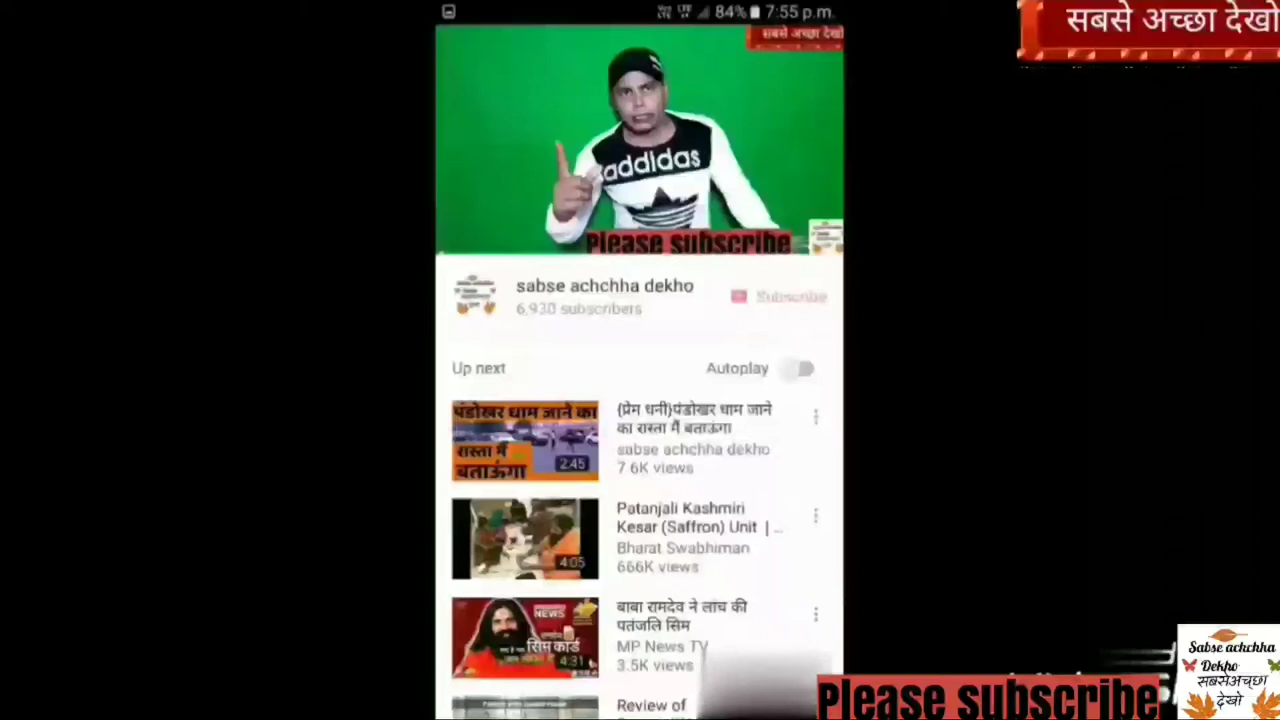 84% 7:55 p.m.
सबसे अच्छा देखो
सबसे अच्छा देखो
addidas
Please subscribe
sabse achchha dekho
Subscribe
6,930 subscribers
Up next
Autoplay
पंडोखर धाम जाने का
रास्ता मैं
बताऊंगा
2:45
{प्रेम धनी}पंडोखर धाम जाने
का रास्ता मैं बताऊंगा
sabse achchha dekho
7.6K views
4:05
Patanjali Kashmiri
Kesar (Saffron) Unit | ...
Bharat Swabhiman
666K views
NEWS
सिम कार्ड
4:31
बाबा रामदेव ने लांच की
पतंजलि सिम
MP News TV
3.5K views
Review of
Please subscribe
Sabse achchha
Dekho
सबसे अच्छा
देखो